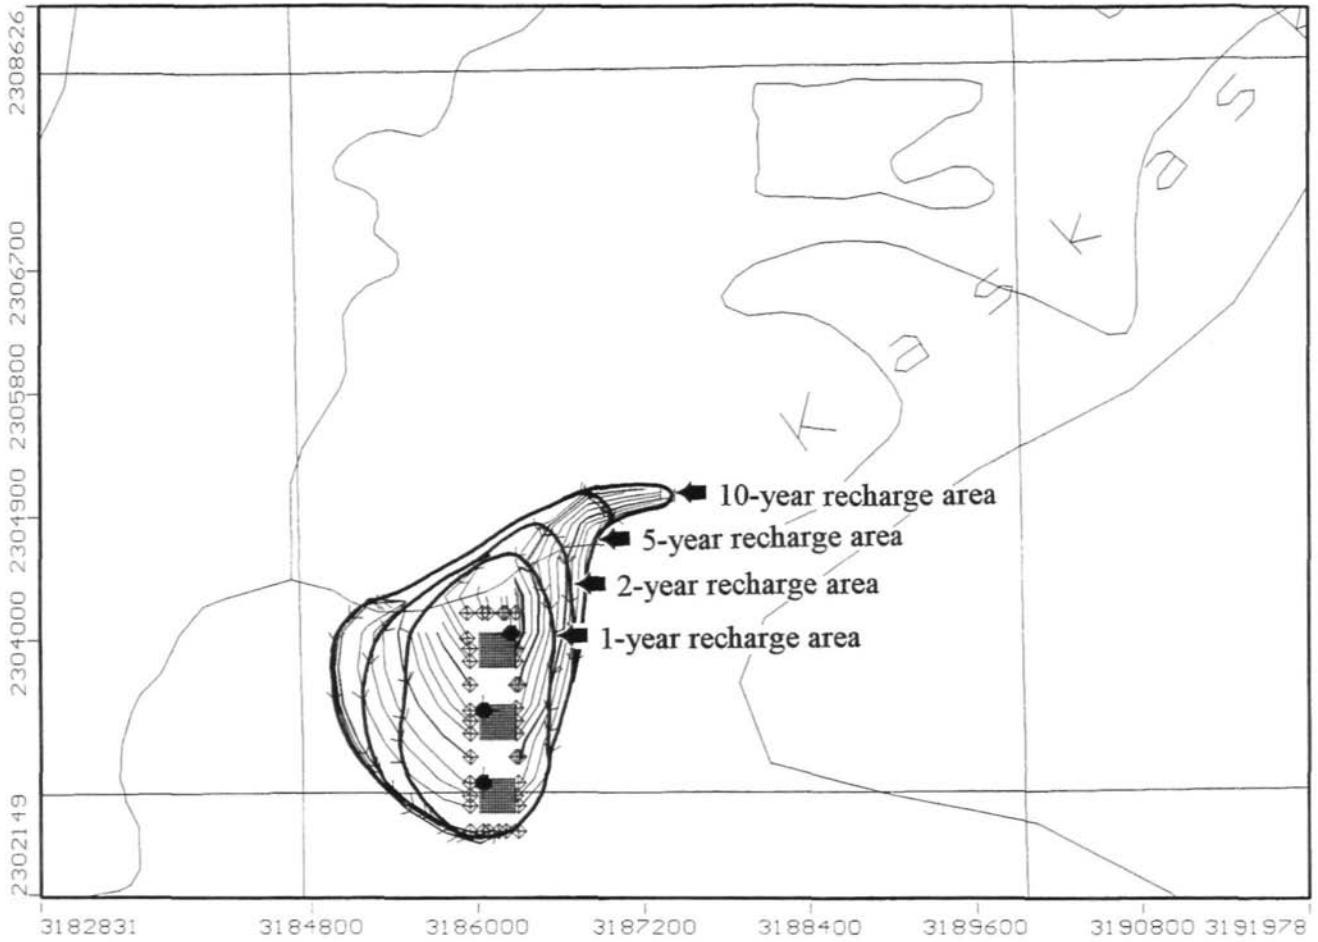 2308626
S
K
S
2306700
2305800
K
2304900
10-year recharge area
5-year recharge area
2-year recharge area
2304000
1-year recharge area
2302149
3182831 3184800 3186000 3187200 3188400 3189600 3190800 3191978